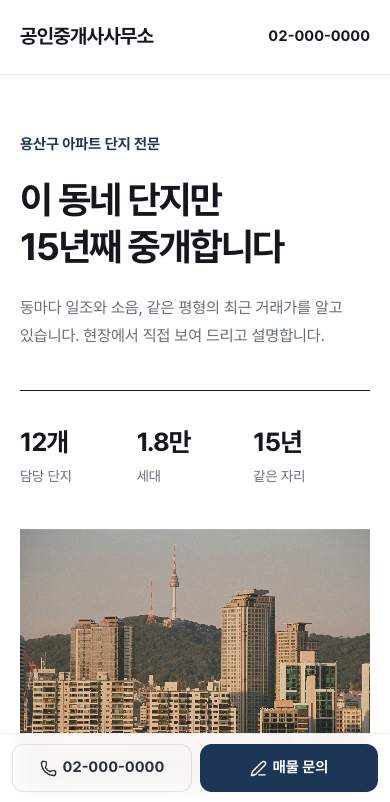 공인중개사사무소
02-000-0000
용산구 아파트 단지 전문
이 동네 단지만
15년째 중개합니다
동마다 일조와 소음, 같은 평형의 최근 거래가를 알고
있습니다. 현장에서 직접 보여 드리고 설명합니다.
12개
1.8만
15년
담당 단지
세대
같은 자리
02-000-0000
매물 문의